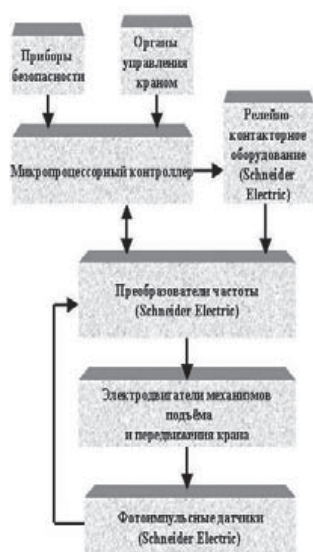 Приборы
безопасности
Органы
управления
краном
Микропроцессорный контроллер
Релейно-
контакторное
оборудование
(Schneider
Electric)
Преобразователи частоты
(Schneider Electric)
Электродвигатели механизмов
подъёма
и передвижения крана
Фотоимпульсные датчики
(Schneider Electric)